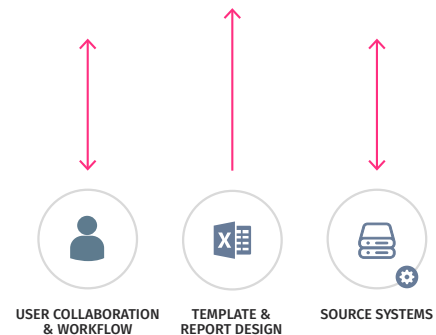 X
USER COLLABORATION
& WORKFLOW
TEMPLATE &
REPORT DESIGN
SOURCE SYSTEMS